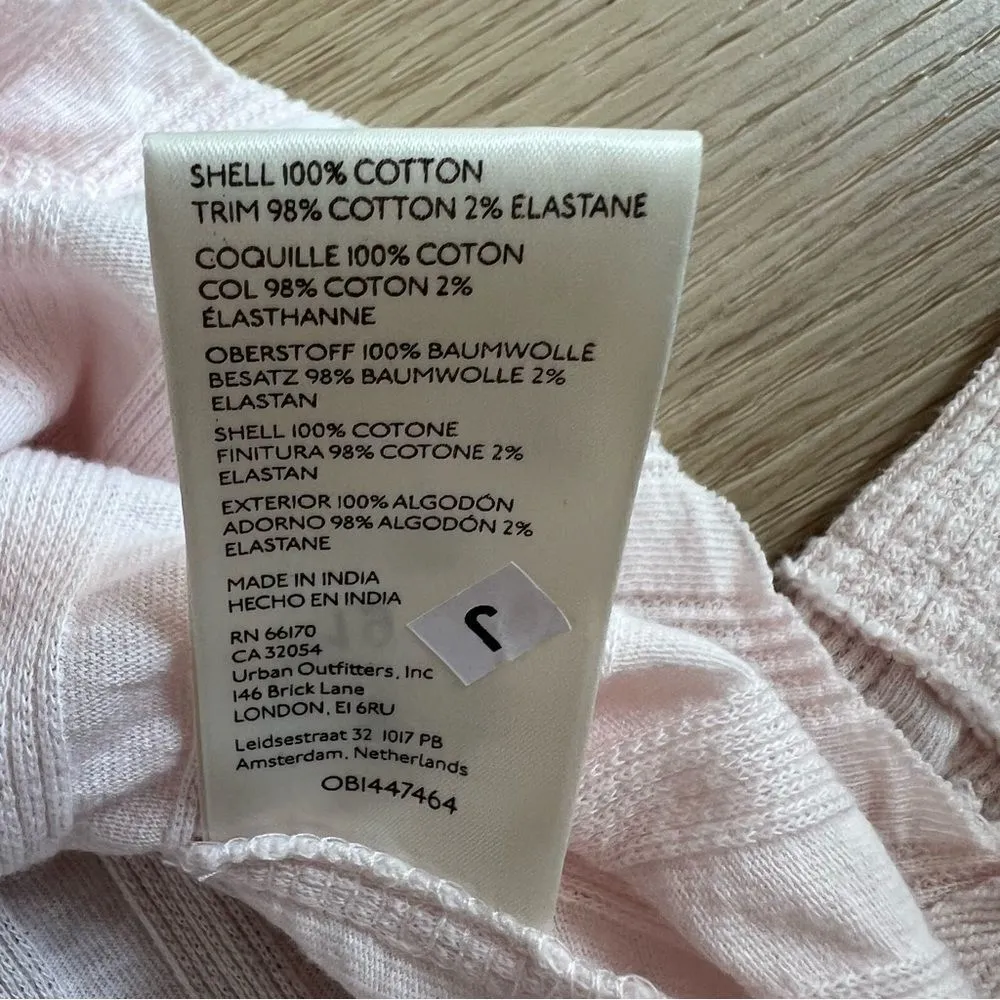 SHELL 100% COTTON
TRIM 98% COTTON 2% ELASTANE
COQUILLE 100% COTON
COL 98% COTON 2%
ÉLASTHANNE
OBERSTOFF 100% BAUMWOLLE
BESATZ 98% BAUMWOLLE 2%
ELASTAN
SHELL 100% COTONE
FINITURA 98% COTONE 2%
ELASTAN
EXTERIOR 100% ALGODÓN
ADORNO 98% ALGODÓN 2%
ELASTANE
MADE IN INDIA
HECHO EN INDIA
RN 66170
CA 32054
Urban Outfitters, Inc
146 Brick Lane
LONDON, E1 6RU
Leidsestraat 32 1017 PB
Amsterdam, Netherlands
OB1447464